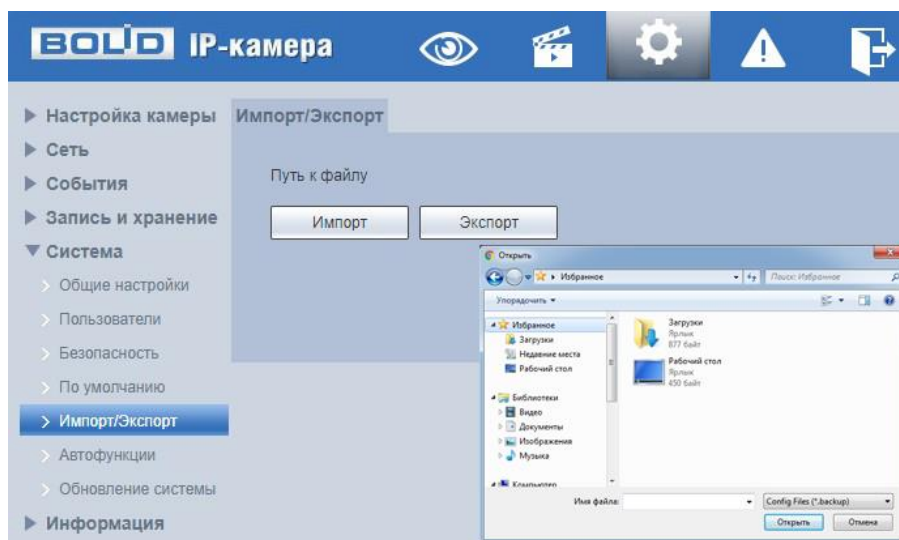 BOLID IP-камера
Настройка камеры
Сеть
События
Запись и хранение
Система
Общие настройки
Пользователи
Безопасность
По умолчанию
Импорт/Экспорт
Автофункции
Обновление системы
Информация
Импорт/Экспорт
Путь к файлу
Импорт Экспорт
Открыть
Избранное
Поиск: Избранное
Упорядочить
Избранное
Загрузки
Недавние места
Рабочий стол
Библиотеки
Видео
Документы
Изображения
Музыка
Компьютер
Загрузки
Ярлык
877 байт
Рабочий стол
Ярлык
450 байт
Имя файла:
Config Files (*.backup)
Открыть Отмена